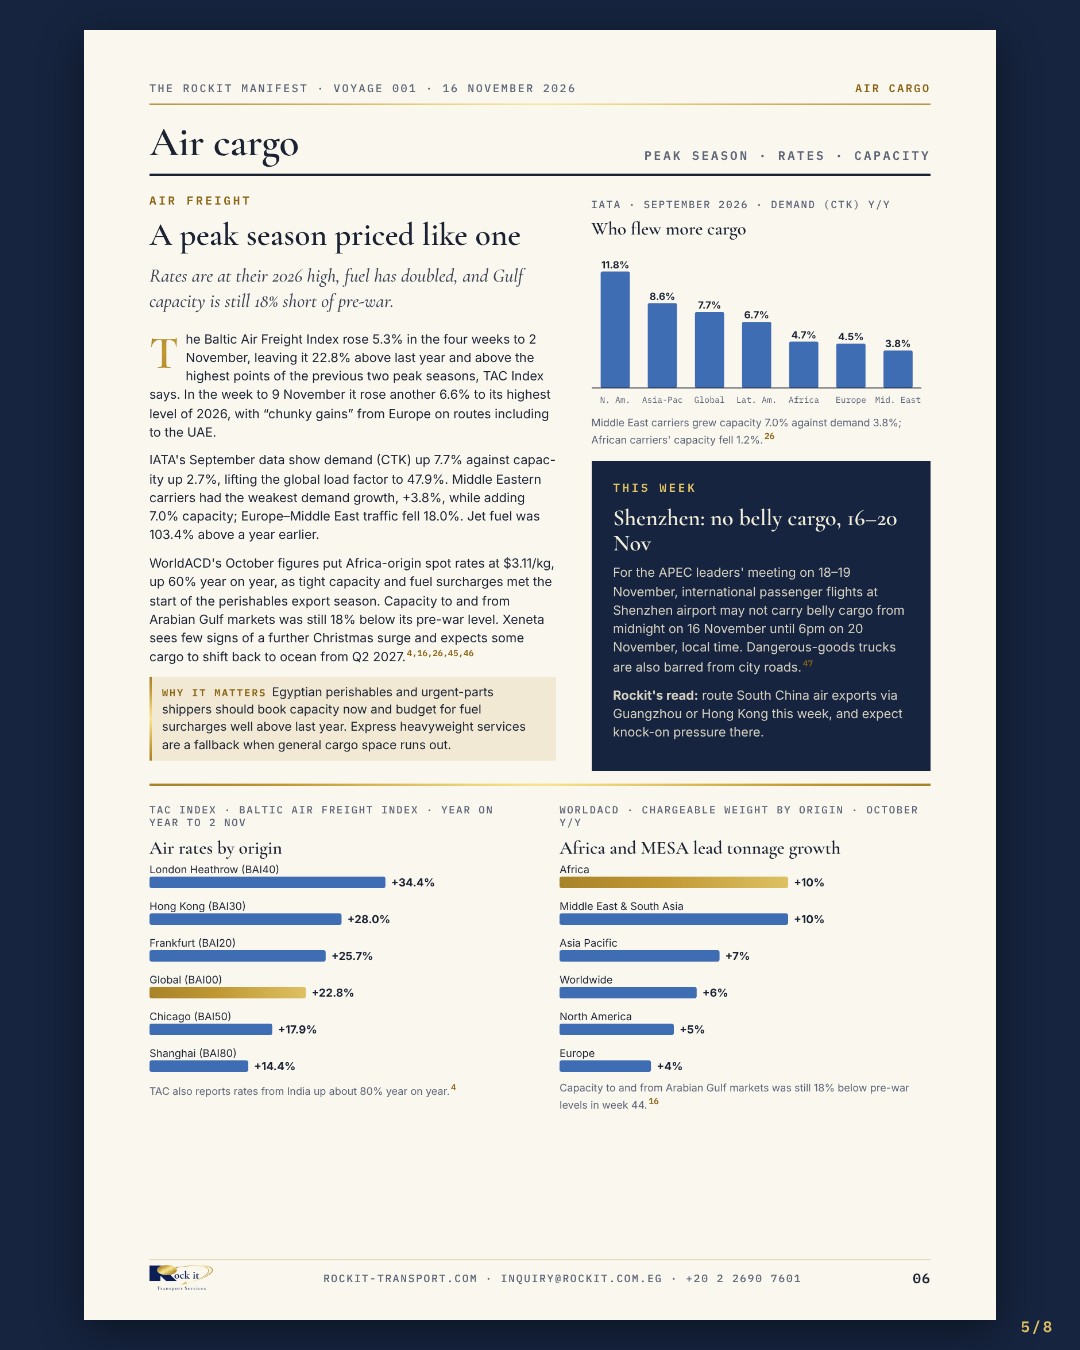 THE ROCKIT MANIFEST · VOYAGE 001 · 16 NOVEMBER 2026
AIR CARGO
Air cargo
PEAK SEASON · RATES · CAPACITY
AIR FREIGHT
A peak season priced like one
Rates are at their 2026 high, fuel has doubled, and Gulf
capacity is still 18% short of pre-war.
The Baltic Air Freight Index rose 5.3% in the four weeks to 2
November, leaving it 22.8% above last year and above the
highest points of the previous two peak seasons, TAC Index
says. In the week to 9 November it rose another 6.6% to its highest
level of 2026, with “chunky gains” from Europe on routes including
to the UAE.
IATA's September data show demand (CTK) up 7.7% against capac-
ity up 2.7%, lifting the global load factor to 47.9%. Middle Eastern
carriers had the weakest demand growth, +3.8%, while adding
7.0% capacity; Europe–Middle East traffic fell 18.0%. Jet fuel was
103.4% above a year earlier.
WorldACD's October figures put Africa-origin spot rates at $3.11/kg,
up 60% year on year, as tight capacity and fuel surcharges met the
start of the perishables export season. Capacity to and from
Arabian Gulf markets was still 18% below its pre-war level. Xeneta
sees few signs of a further Christmas surge and expects some
cargo to shift back to ocean from Q2 2027.4,16,26,45,46
WHY IT MATTERS Egyptian perishables and urgent-parts
shippers should book capacity now and budget for fuel
surcharges well above last year. Express heavyweight services
are a fallback when general cargo space runs out.
IATA · SEPTEMBER 2026 · DEMAND (CTK) Y/Y
Who flew more cargo
11.8%
8.6%
7.7%
6.7%
4.7%
4.5%
3.8%
N. Am. Asia-Pac Global Lat. Am. Africa Europe Mid. East
Middle East carriers grew capacity 7.0% against demand 3.8%;
African carriers' capacity fell 1.2%.26
THIS WEEK
Shenzhen: no belly cargo, 16–20
Nov
For the APEC leaders' meeting on 18–19
November, international passenger flights at
Shenzhen airport may not carry belly cargo from
midnight on 16 November until 6pm on 20
November, local time. Dangerous-goods trucks
are also barred from city roads.47
Rockit's read: route South China air exports via
Guangzhou or Hong Kong this week, and expect
knock-on pressure there.
TAC INDEX · BALTIC AIR FREIGHT INDEX · YEAR ON
YEAR TO 2 NOV
Air rates by origin
London Heathrow (BAI40)
+34.4%
Hong Kong (BAI30)
+28.0%
Frankfurt (BAI20)
+25.7%
Global (BAI00)
+22.8%
Chicago (BAI50)
+17.9%
Shanghai (BAI80)
+14.4%
TAC also reports rates from India up about 80% year on year.4
WORLDACD · CHARGEABLE WEIGHT BY ORIGIN · OCTOBER
Y/Y
Africa and MESA lead tonnage growth
Africa
+10%
Middle East & South Asia
+10%
Asia Pacific
+7%
Worldwide
+6%
North America
+5%
Europe
+4%
Capacity to and from Arabian Gulf markets was still 18% below pre-war
levels in week 44.16
Rock it
Transport Services
ROCKIT-TRANSPORT.COM · INQUIRY@ROCKIT.COM.EG · +20 2 2690 7601
06
5/8